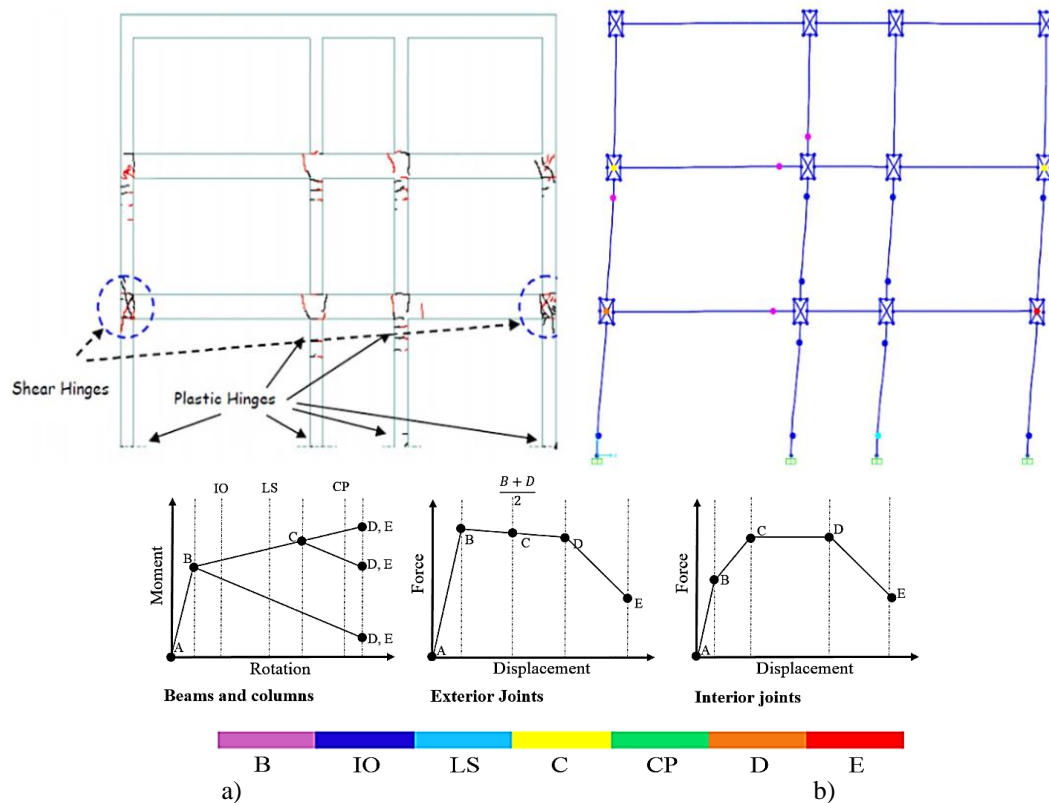 Shear Hinges
Plastic Hinges
IO LS CP
Moment
A
B
C
D, E
D, E
D, E
Rotation
Beams and columns
B + D
2
Force
A
B
C
D
E
Displacement
Exterior Joints
Force
A
B
C
D
E
Displacement
Interior joints
B IO LS C CP D E
a) b)